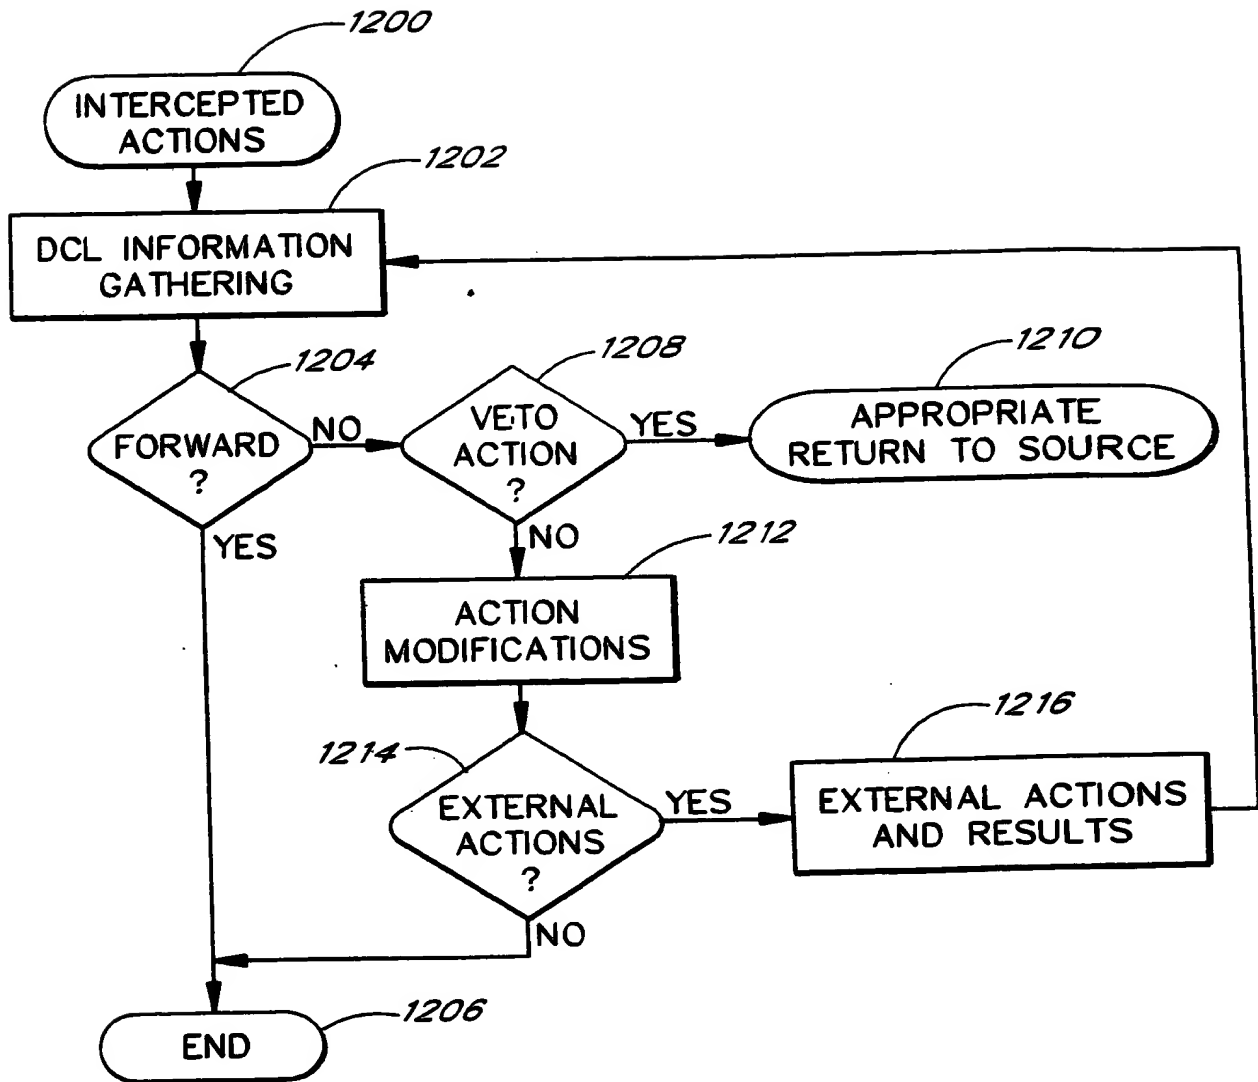 1200
INTERCEPTED
ACTIONS
1202
DCL INFORMATION
GATHERING
1204
FORWARD
?
NO
YES
1208
VETO
ACTION
?
YES
NO
1210
APPROPRIATE
RETURN TO SOURCE
1212
ACTION
MODIFICATIONS
1214
EXTERNAL
ACTIONS
?
YES
NO
1216
EXTERNAL ACTIONS
AND RESULTS
END
1206